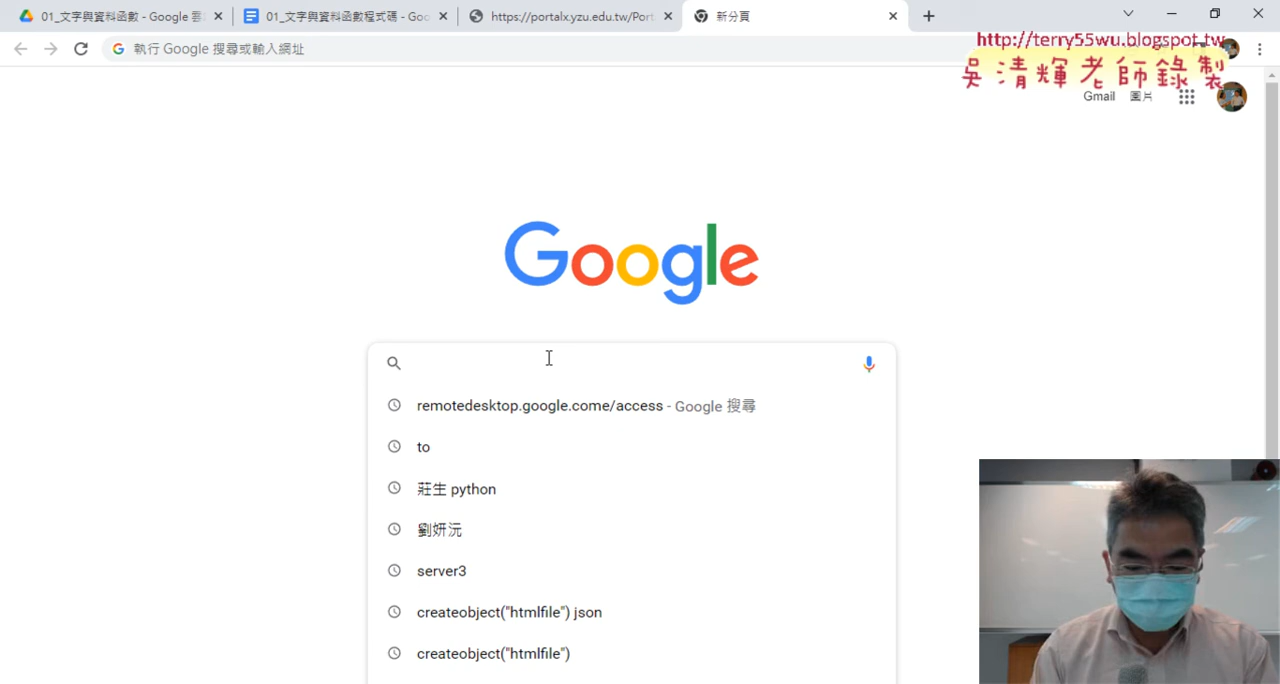 01_文字與資料函數 - Google 雲
01_文字與資料函數程式碼 - Goo
https://portalx.yzu.edu.tw/Port
新分頁
執行 Google 搜尋或輸入網址
http://terry55wu.blogspot.tw
吳清輝老師錄製
Gmail
圖片
Google
remotedesktop.google.come/access - Google 搜尋
to
莊生 python
劉妍沅
server3
createobject("htmlfile") json
createobject("htmlfile")